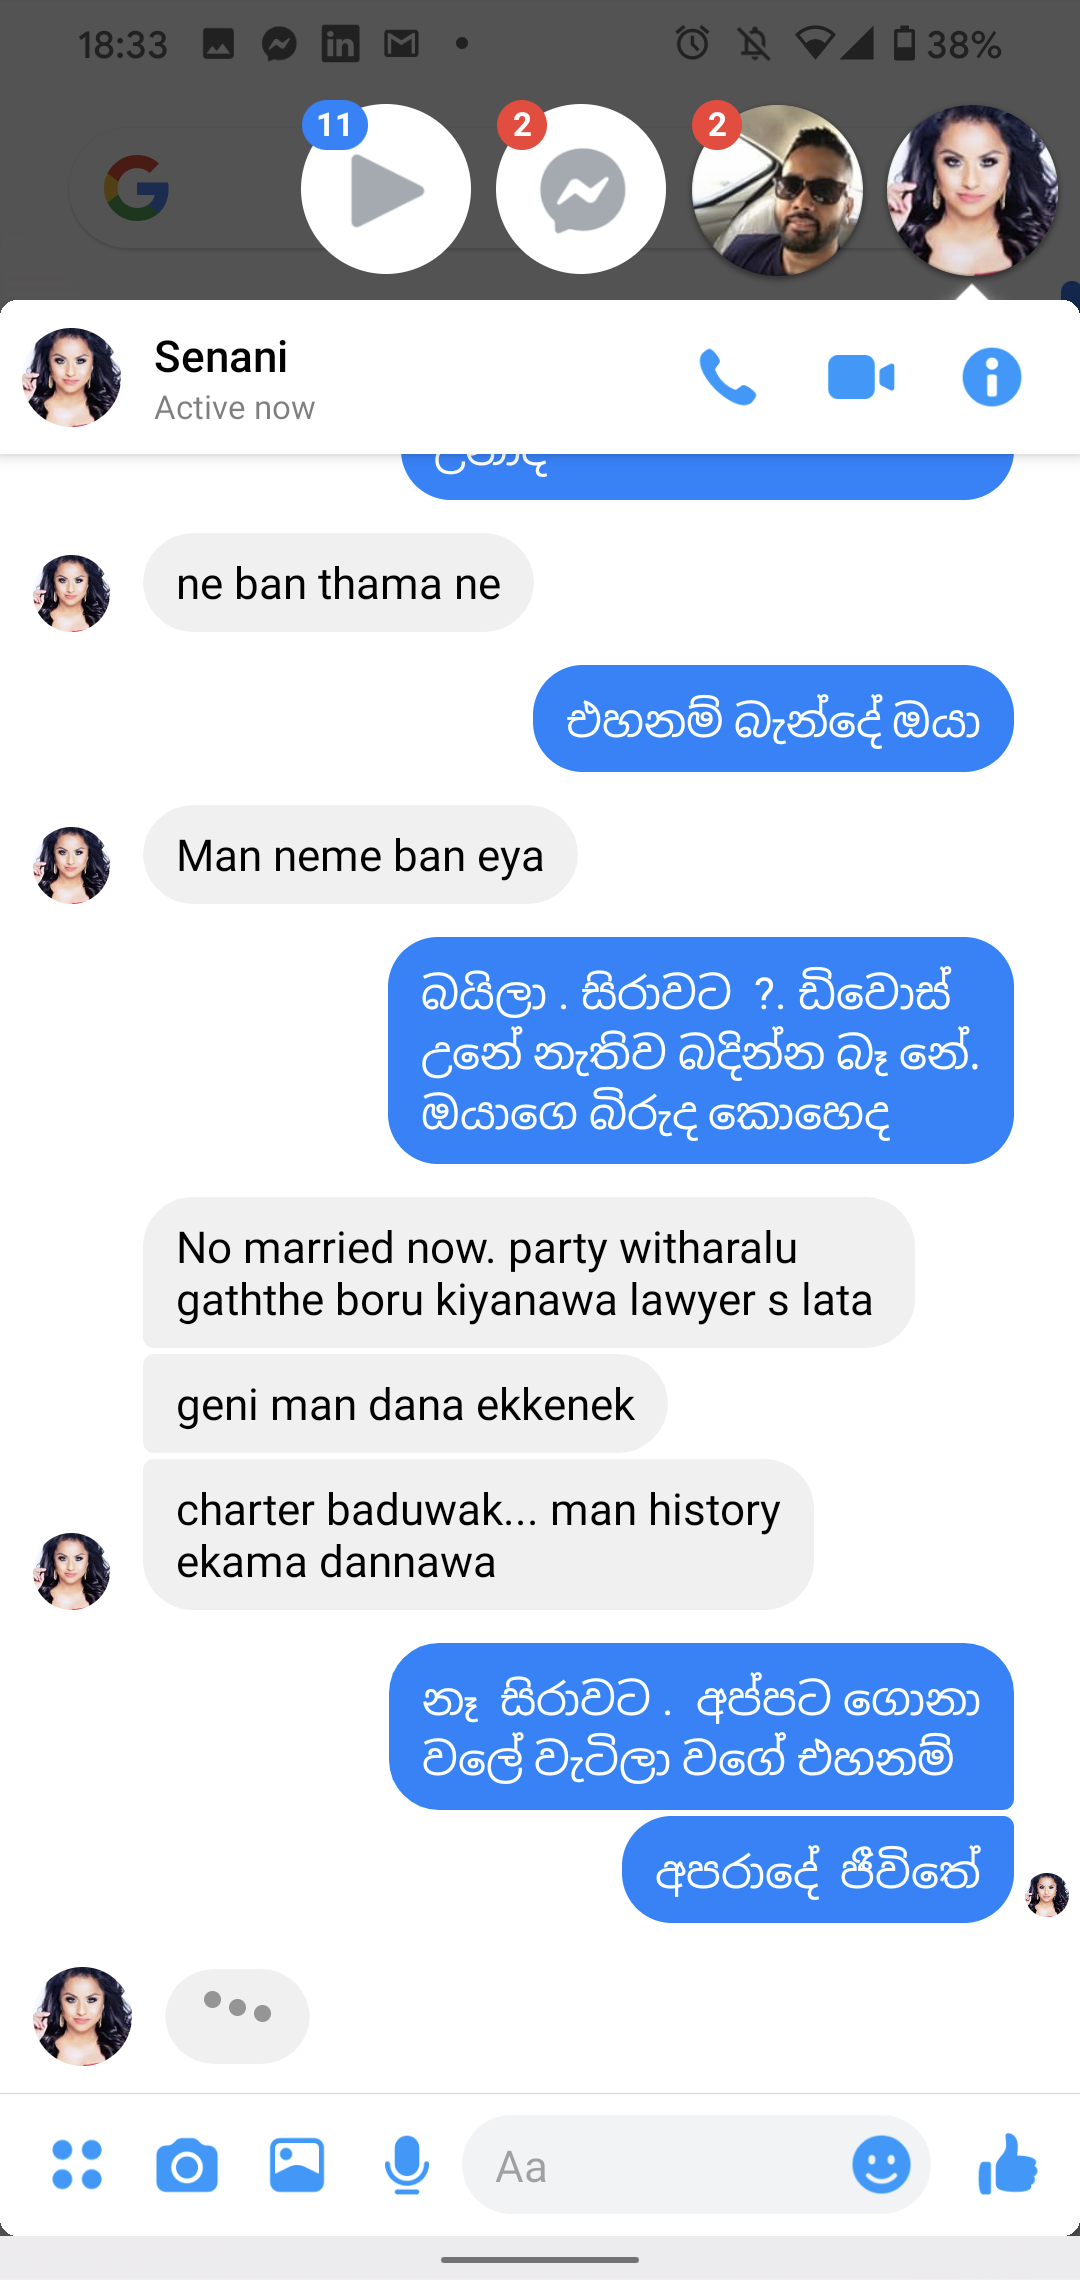 18:33
38%
11
2
2
Senani
Active now
ne ban thama ne
එහනම් බැන්දේ ඔයා
Man neme ban eya
බයිලා . සිරාවට ?. ඩිවොස්
උනේ නැතිව බදින්න බෑ නේ.
ඔයාගෙ බිරුද කොහෙද
No married now. party witharalu
gaththe boru kiyanawa lawyer s lata
geni man dana ekkenek
charter baduwak... man history
ekama dannawa
නෑ සිරාවට . අප්පට ගොනා
වලේ වැටිලා වගේ එහනම්
අපරාදේ ජීවිතේ
Aa